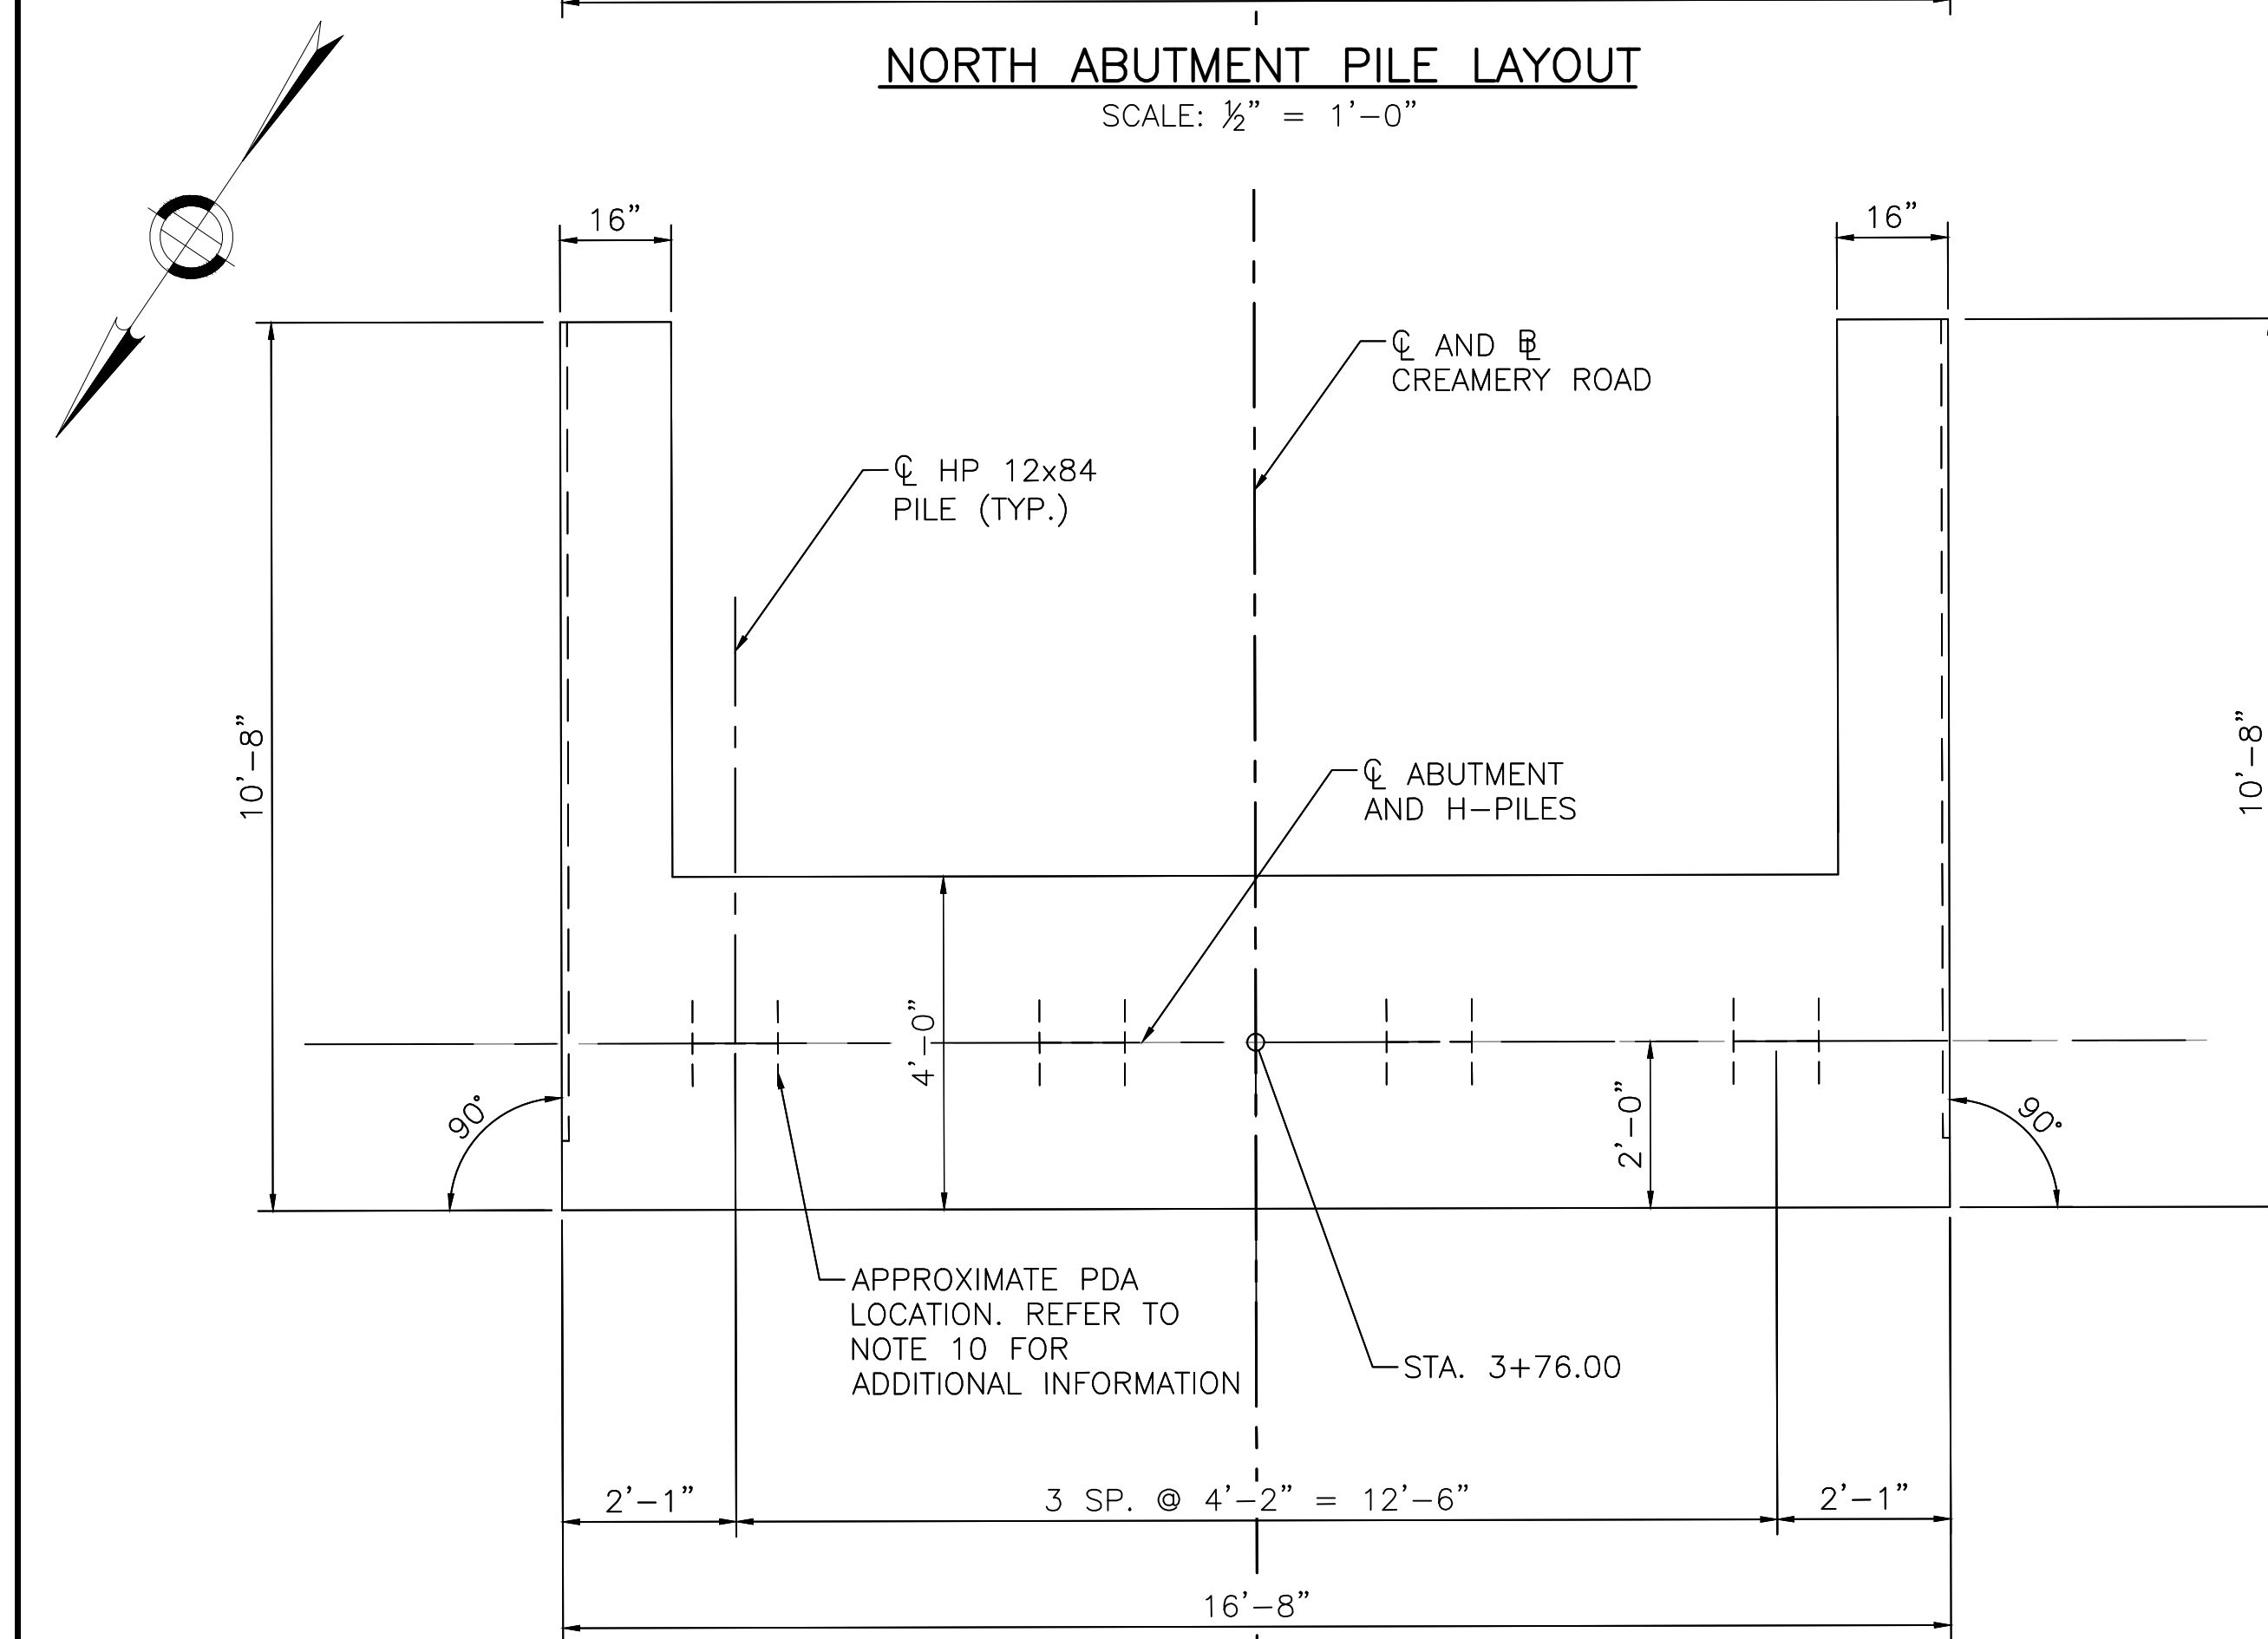 NORTH ABUTMENT PILE LAYOUT
SCALE: ½" = 1'-0"
16"
16"
℄ AND BL
CREAMERY ROAD
℄ HP 12x84
PILE (TYP.)
10'-8"
10'-8"
℄ ABUTMENT
AND H-PILES
4'-0"
2'-0"
90°
90°
APPROXIMATE PDA
LOCATION. REFER TO
NOTE 10 FOR
ADDITIONAL INFORMATION
STA. 3+76.00
2'-1"
3 SP. @ 4'-2" = 12'-6"
2'-1"
16'-8"